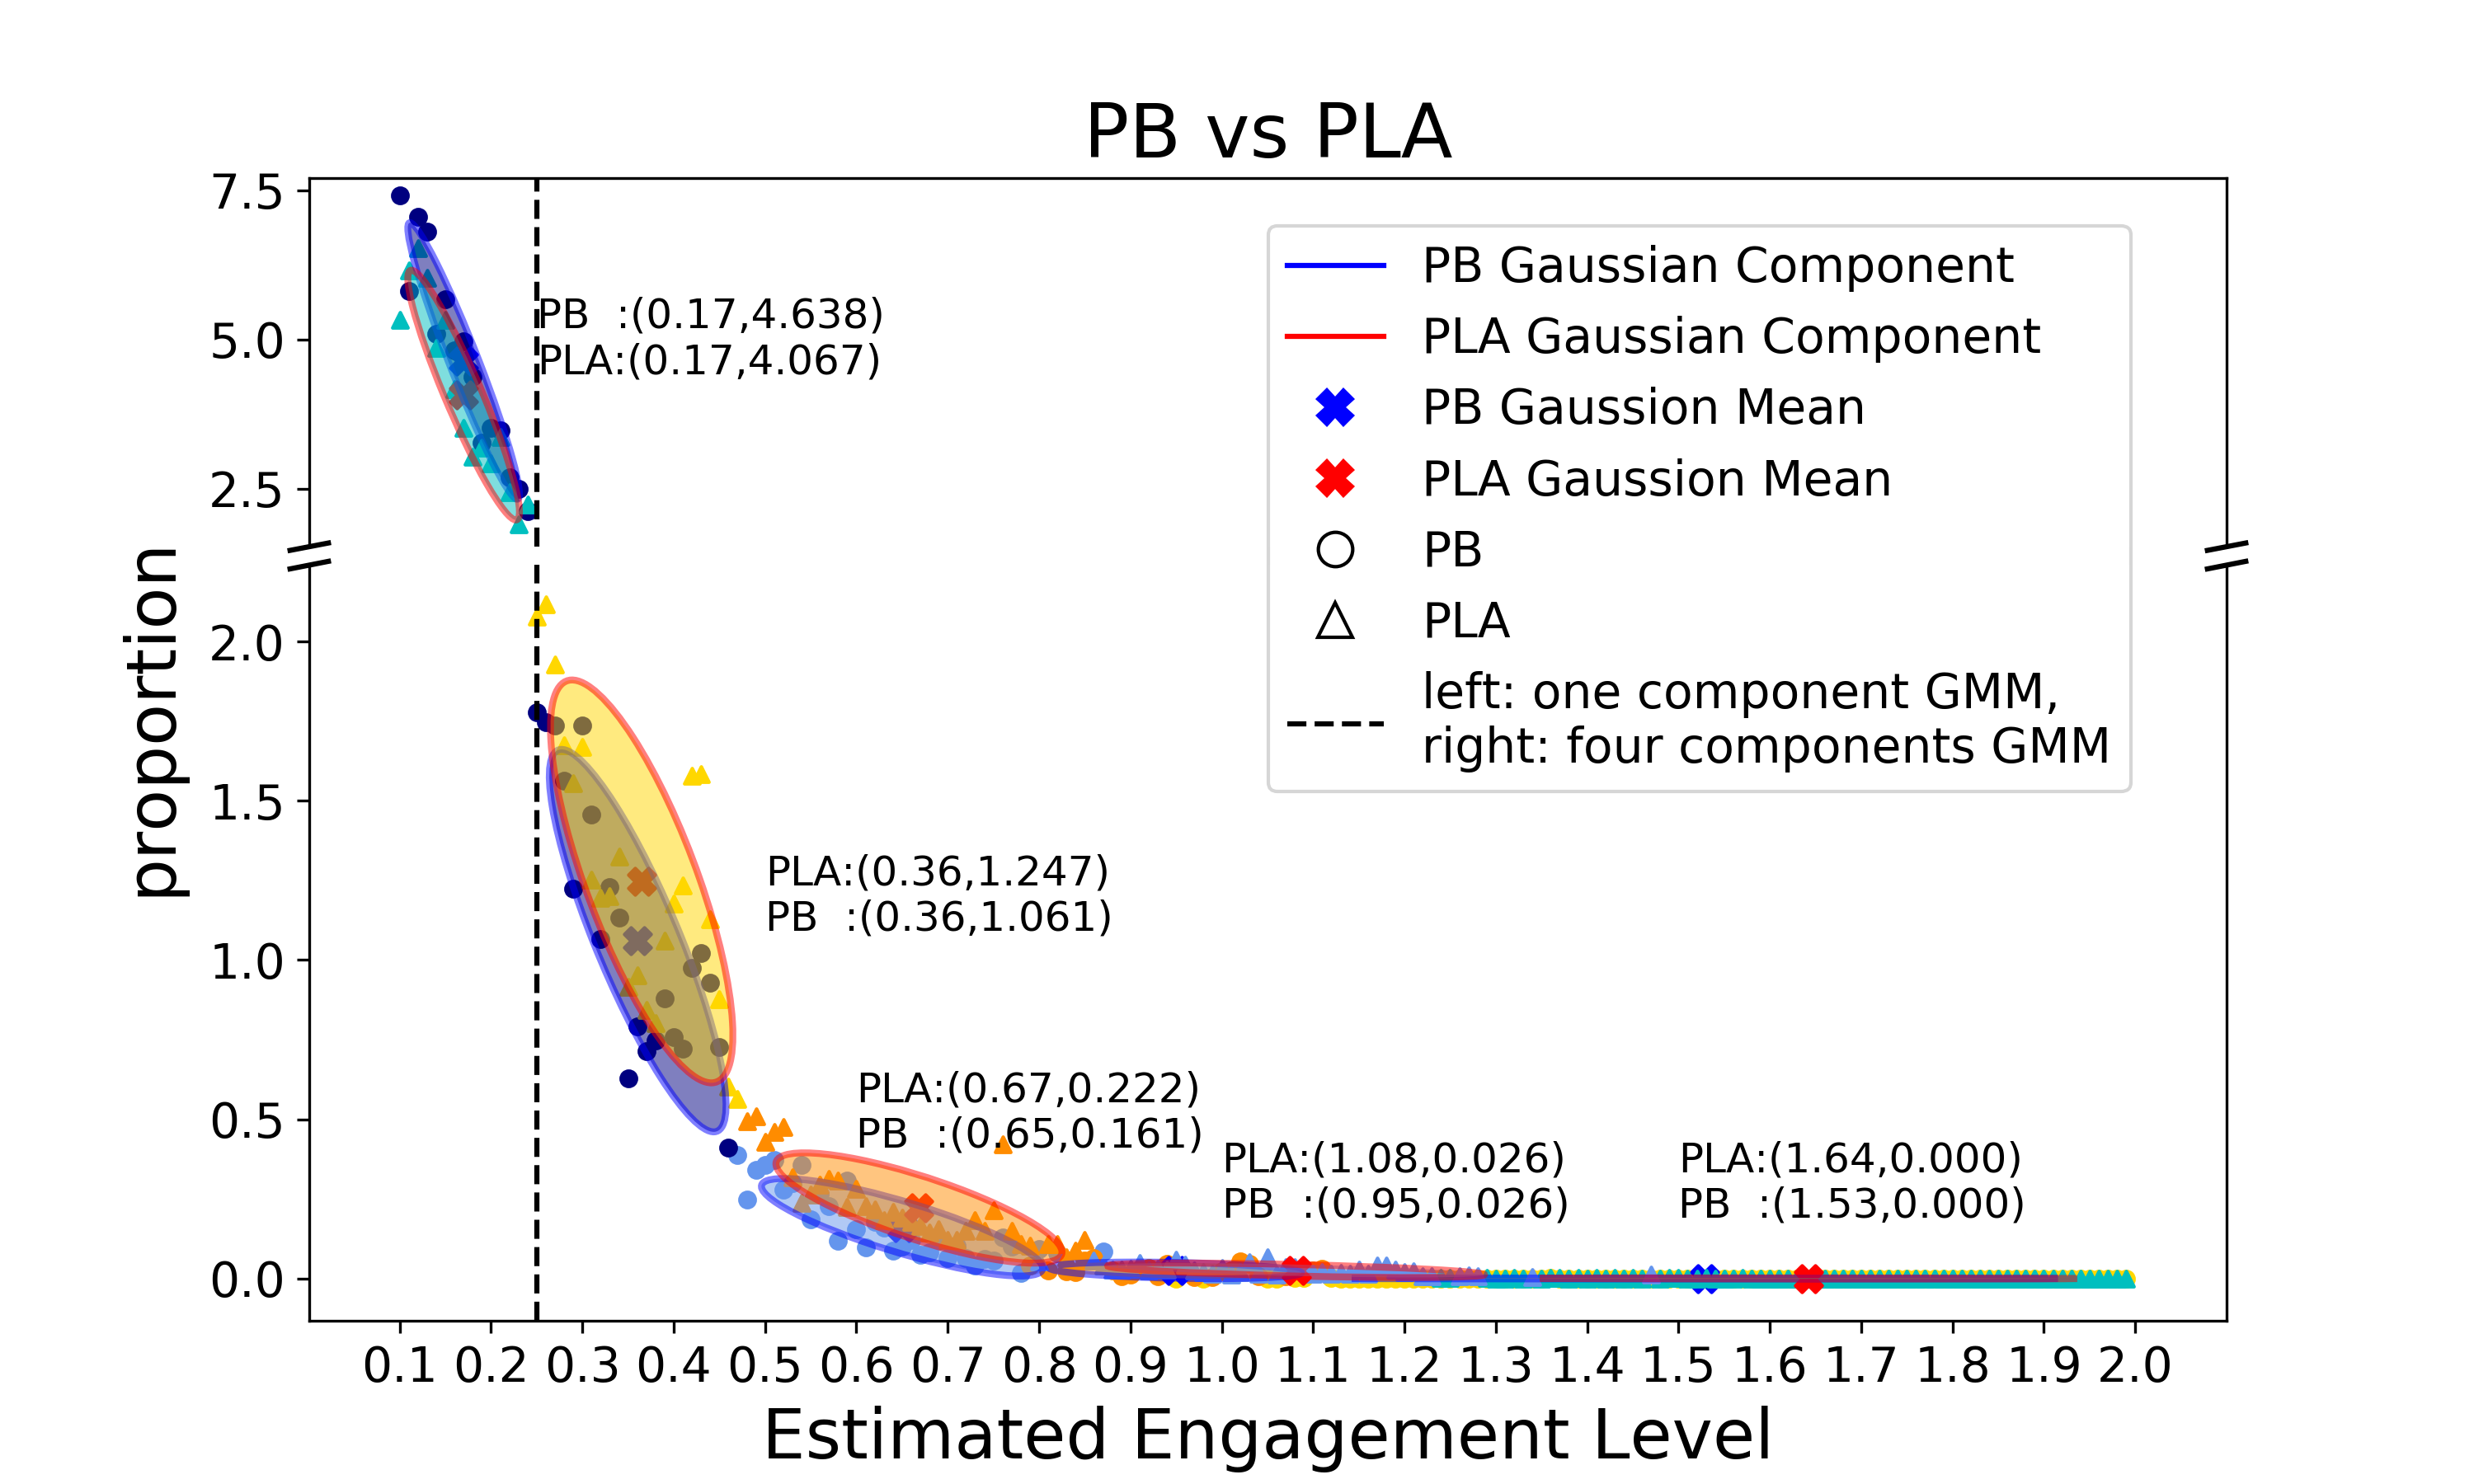 PB vs PLA
7.5
5.0
2.5
2.0
1.5
1.0
0.5
0.0
proportion
PB :(0.17,4.638)
PLA:(0.17,4.067)
PLA:(0.36,1.247)
PB :(0.36,1.061)
PLA:(0.67,0.222)
PB :(0.65,0.161)
PLA:(1.08,0.026)
PB :(0.95,0.026)
PLA:(1.64,0.000)
PB :(1.53,0.000)
PB Gaussian Component
PLA Gaussian Component
PB Gaussion Mean
PLA Gaussion Mean
PB
PLA
left: one component GMM,
right: four components GMM
0.1 0.2 0.3 0.4 0.5 0.6 0.7 0.8 0.9 1.0 1.1 1.2 1.3 1.4 1.5 1.6 1.7 1.8 1.9 2.0
Estimated Engagement Level